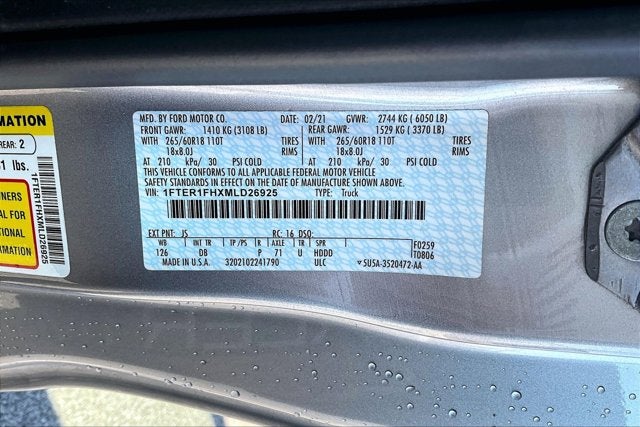 MATION
REAR: 2
1 lbs.
NERS
AL FOR
RMATION
1FTER1FHXMLD26925
MFD. BY FORD MOTOR CO. DATE: 02/21 GVWR: 2744 KG ( 6050 LB)
FRONT GAWR: 1410 KG (3108 LB) REAR GAWR: 1529 KG ( 3370 LB)
WITH 265/60R18 110T TIRES WITH 265/60R18 110T TIRES
18x8.0J RIMS 18x8.0J RIMS
AT 210 kPa/ 30 PSI COLD AT 210 kPa/ 30 PSI COLD
THIS VEHICLE CONFORMS TO ALL APPLICABLE FEDERAL MOTOR VEHICLE
SAFETY STANDARDS IN EFFECT ON THE DATE OF MANUFACTURE SHOWN ABOVE.
VIN: 1FTER1FHXMLD26925 TYPE: Truck
EXT PNT: JS RC: 16 DSO:
WB INT TR TP/PS R AXLE TR SPR F0259
126 DB P 71 U HDDD T0806
MADE IN U.S.A. 3202102241790 ULC 5U5A-3520472-AA